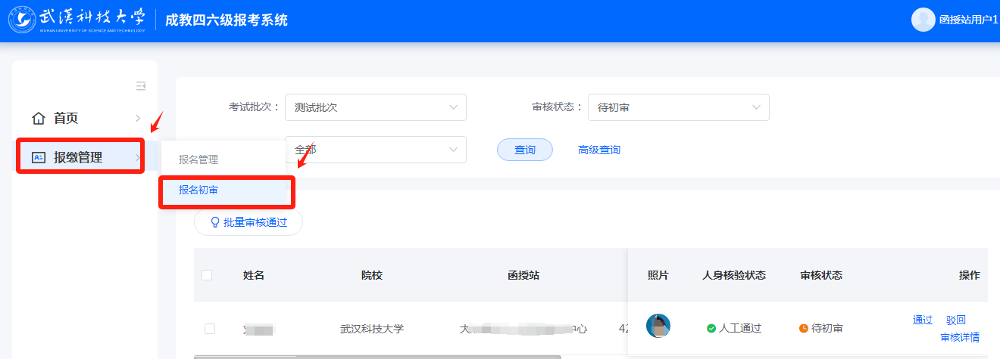 武漢科技大学
WUHAN UNIVERSITY OF SCIENCE AND TECHNOLOGY
成教四六级报考系统
函授站用户1
首页
考试批次：
测试批次
审核状态：
待初审
报缴管理
报名管理
全部
查询
高级查询
报名初审
批量审核通过
姓名 院校 函授站 照片 人身核验状态 审核状态 操作
武汉科技大学 大 中心 42 人工通过 待初审 通过 驳回
审核详情